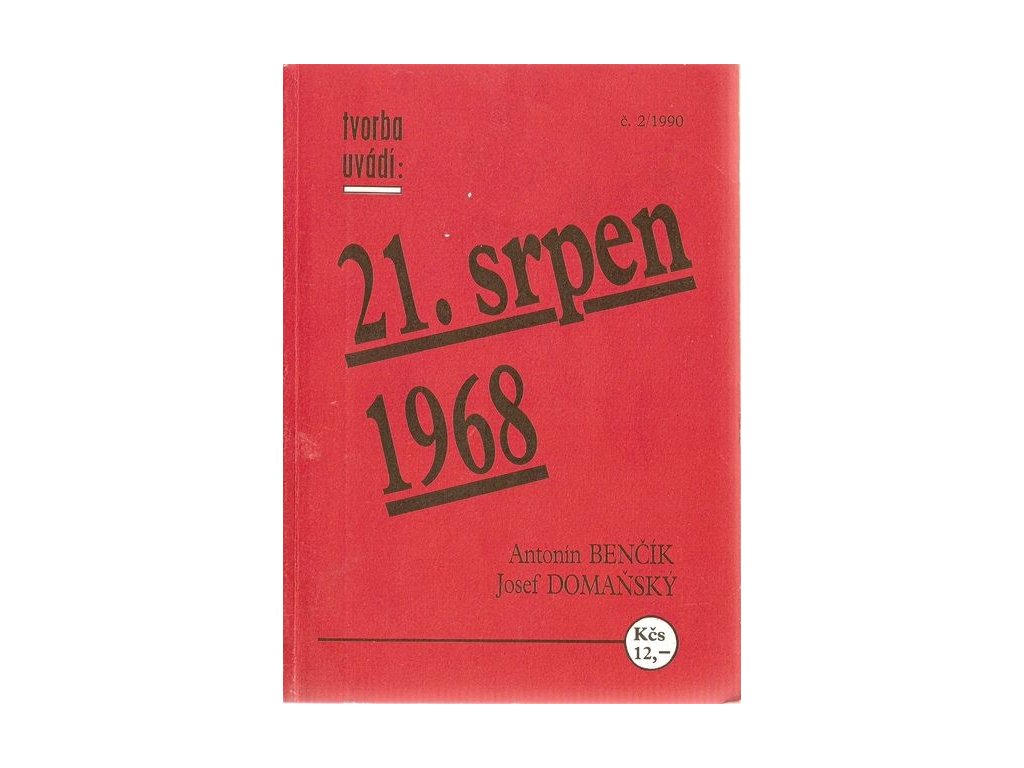 tvorba
uvádí:
č. 2/1990
21. srpen
1968
Antonín BENČÍK
Josef DOMAŇSKÝ
Kčs
12,–